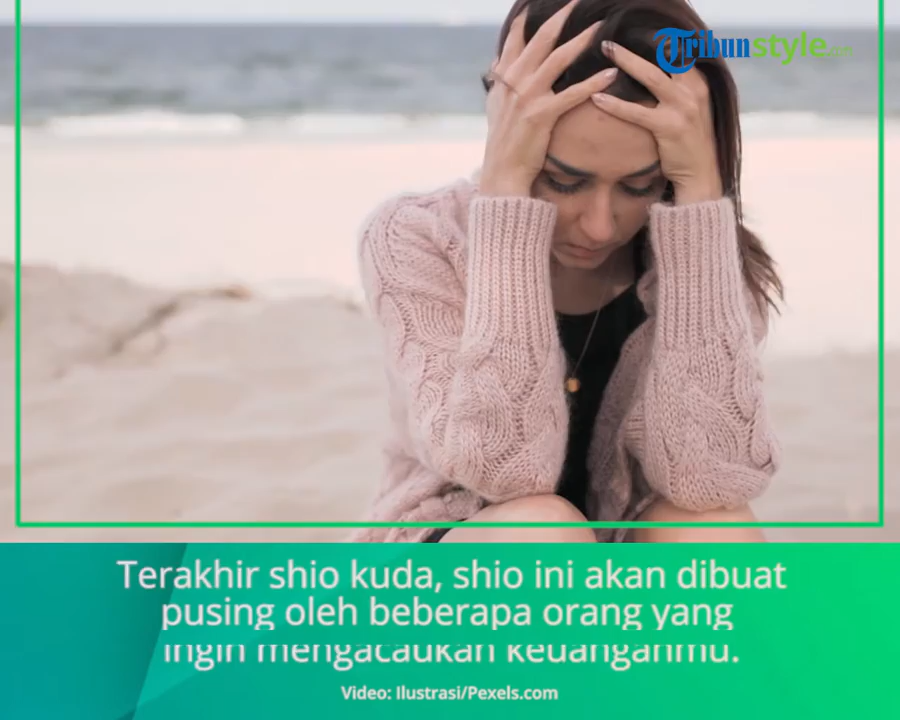 Tribunstyle.com
Terakhir shio kuda, shio ini akan dibuat
pusing oleh beberapa orang yang
ingin mengacaukan keuanganmu.
Video: Ilustrasi/Pexels.com